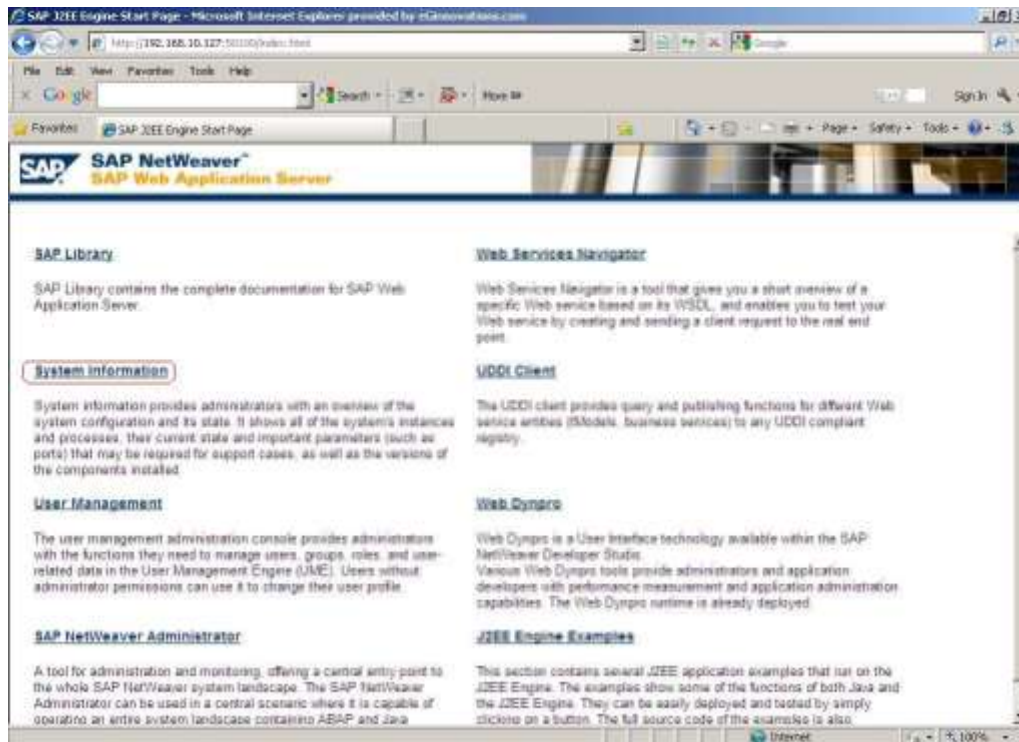 SAP J2EE Engine Start Page - Microsoft Internet Explorer provided by eGinnovations.com
Google
File Edit View Favorites Tools Help
× Google Search More Sign In
Favorites SAP J2EE Engine Start Page Page Safety Tools
SAP SAP NetWeaver™
SAP Web Application Server
SAP Library
SAP Library contains the complete documentation for SAP Web
Application Server.
Web Services Navigator
Web Services Navigator is a tool that gives you a short overview of a
specific Web service based on its WSDL, and enables you to test your
Web service by creating and sending a client request to the real end
point.
System Information
System information provides administrators with an overview of the
system configuration and its state. It shows all of the system's instances
and processes, their current state and important parameters (such as
ports) that may be required for support cases, as well as the versions of
the components installed.
UDDI Client
The UDDI client provides query and publishing functions for different Web
service entities (tModels, business services) to any UDDI compliant
registry.
User Management
The user management administration console provides administrators
with the functions they need to manage users, groups, roles, and user-
related data in the User Management Engine (UME). Users without
administrator permissions can use it to change their user profile.
Web Dynpro
Web Dynpro is a User Interface technology available within the SAP
NetWeaver Developer Studio.
Various Web Dynpro tools provide administrators and application
developers with performance measurement and application administration
capabilities. The Web Dynpro runtime is already deployed.
SAP NetWeaver Administrator
A tool for administration and monitoring, offering a central entry point to
the whole SAP NetWeaver system landscape. The SAP NetWeaver
Administrator can be used in a central scenario where it is capable of
operating an entire system landscape containing ABAP and Java
J2EE Engine Examples
This section contains several J2EE application examples that run on the
J2EE Engine. The examples show some of the functions of both Java and
the J2EE Engine. They can be easily deployed and tested by simply
clicking on a button. The full source code of the examples is also
Internet 100%